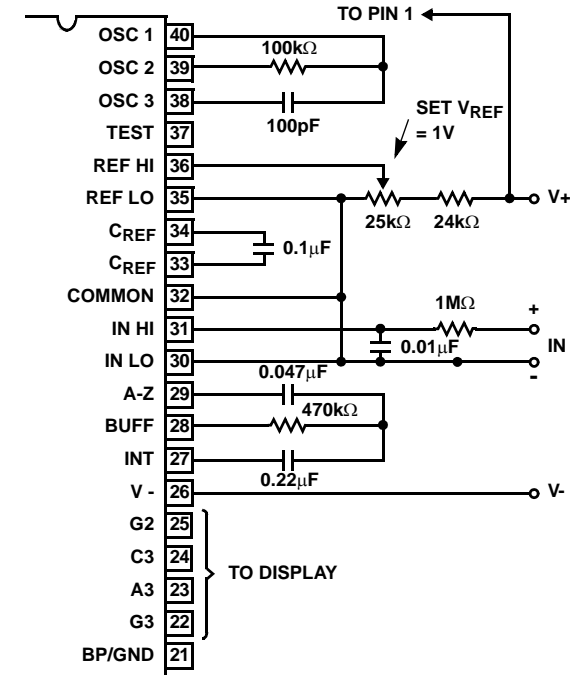 TO PIN 1
OSC 1 40
100kΩ
OSC 2 39
OSC 3 38
100pF
SET VREF
= 1V
TEST 37
REF HI 36
REF LO 35
V+
25kΩ 24kΩ
CREF 34
0.1μF
CREF 33
COMMON 32
1MΩ
+
IN HI 31
0.01μF
IN
IN LO 30
-
0.047μF
A-Z 29
470kΩ
BUFF 28
INT 27
0.22μF
V - 26
V-
G2 25
C3 24
TO DISPLAY
A3 23
G3 22
BP/GND 21